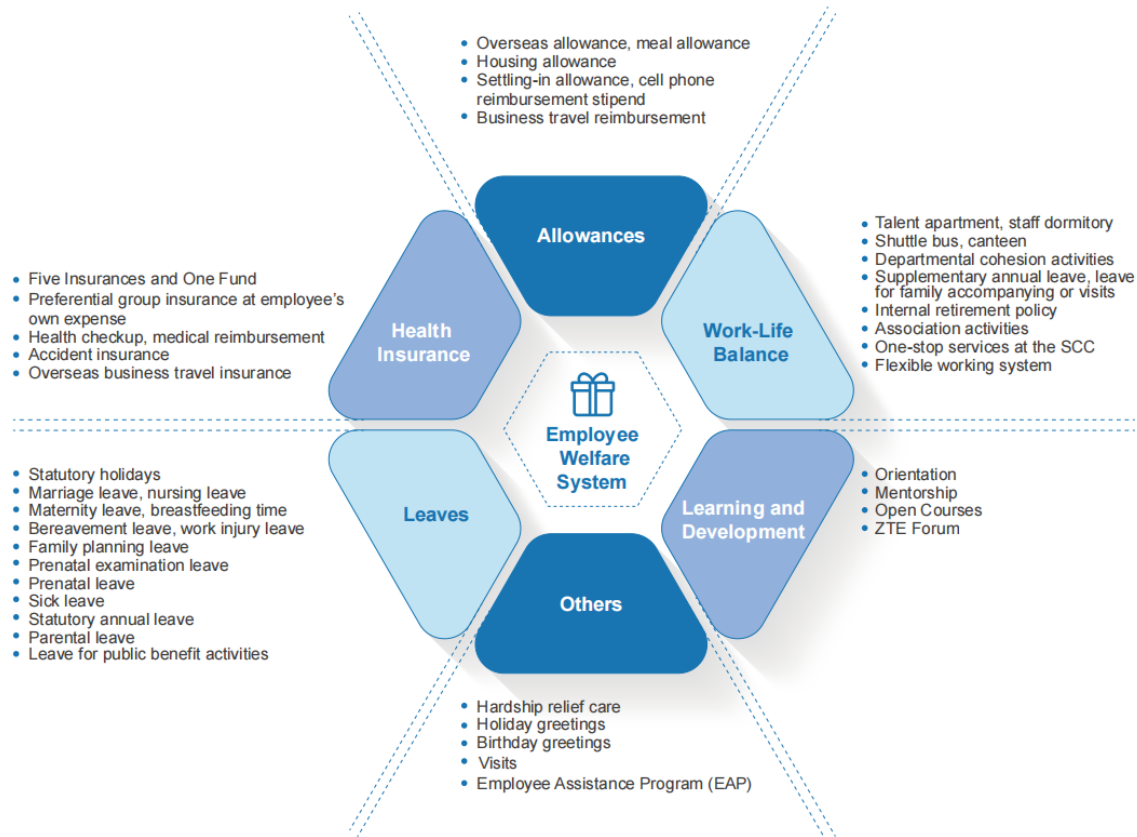 Overseas allowance, meal allowance
Housing allowance
Settling-in allowance, cell phone
reimbursement stipend
Business travel reimbursement
Allowances
Talent apartment, staff dormitory
Shuttle bus, canteen
Departmental cohesion activities
Supplementary annual leave, leave
for family accompanying or visits
Internal retirement policy
Association activities
One-stop services at the SCC
Flexible working system
Work-Life
Balance
Five Insurances and One Fund
Preferential group insurance at employee's
own expense
Health checkup, medical reimbursement
Accident insurance
Overseas business travel insurance
Health
Insurance
Employee
Welfare
System
Statutory holidays
Marriage leave, nursing leave
Maternity leave, breastfeeding time
Bereavement leave, work injury leave
Family planning leave
Prenatal examination leave
Prenatal leave
Sick leave
Statutory annual leave
Parental leave
Leave for public benefit activities
Leaves
Learning and
Development
Orientation
Mentorship
Open Courses
ZTE Forum
Others
Hardship relief care
Holiday greetings
Birthday greetings
Visits
Employee Assistance Program (EAP)